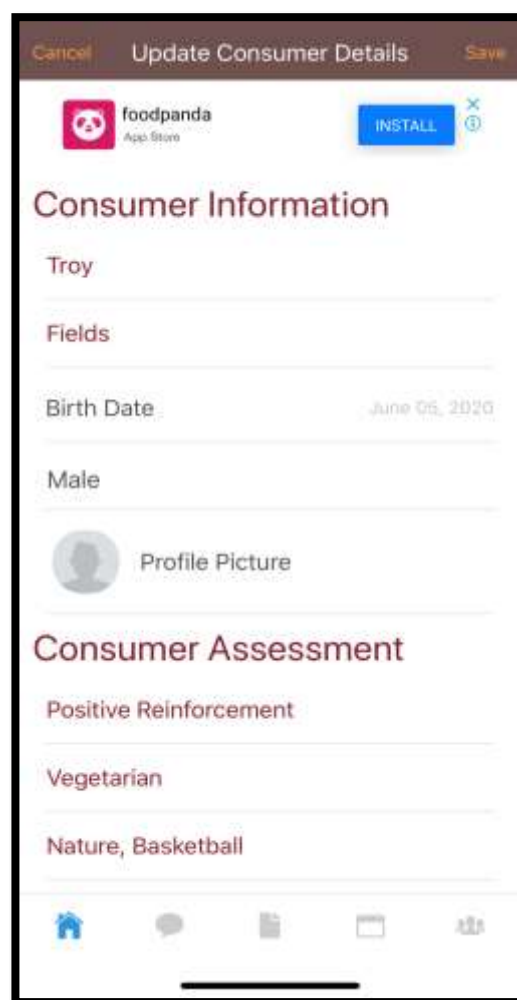 Cancel Update Consumer Details Save
foodpanda
App Store
INSTALL
Consumer Information
Troy
Fields
Birth Date June 05, 2020
Male
Profile Picture
Consumer Assessment
Positive Reinforcement
Vegetarian
Nature, Basketball